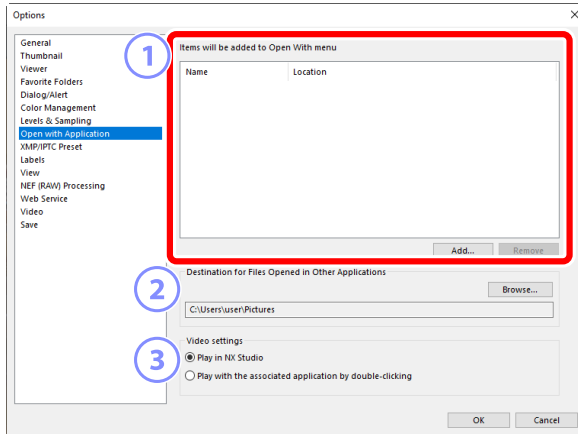 Options
General
Thumbnail
Viewer
Favorite Folders
Dialog/Alert
Color Management
Levels & Sampling
Open with Application
XMP/IPTC Preset
Labels
View
NEF (RAW) Processing
Web Service
Video
Save
1
Items will be added to Open With menu
Name Location
Add... Remove
2
Destination for Files Opened in Other Applications
Browse...
C:\Users\user\Pictures
3
Video settings
Play in NX Studio
Play with the associated application by double-clicking
OK Cancel